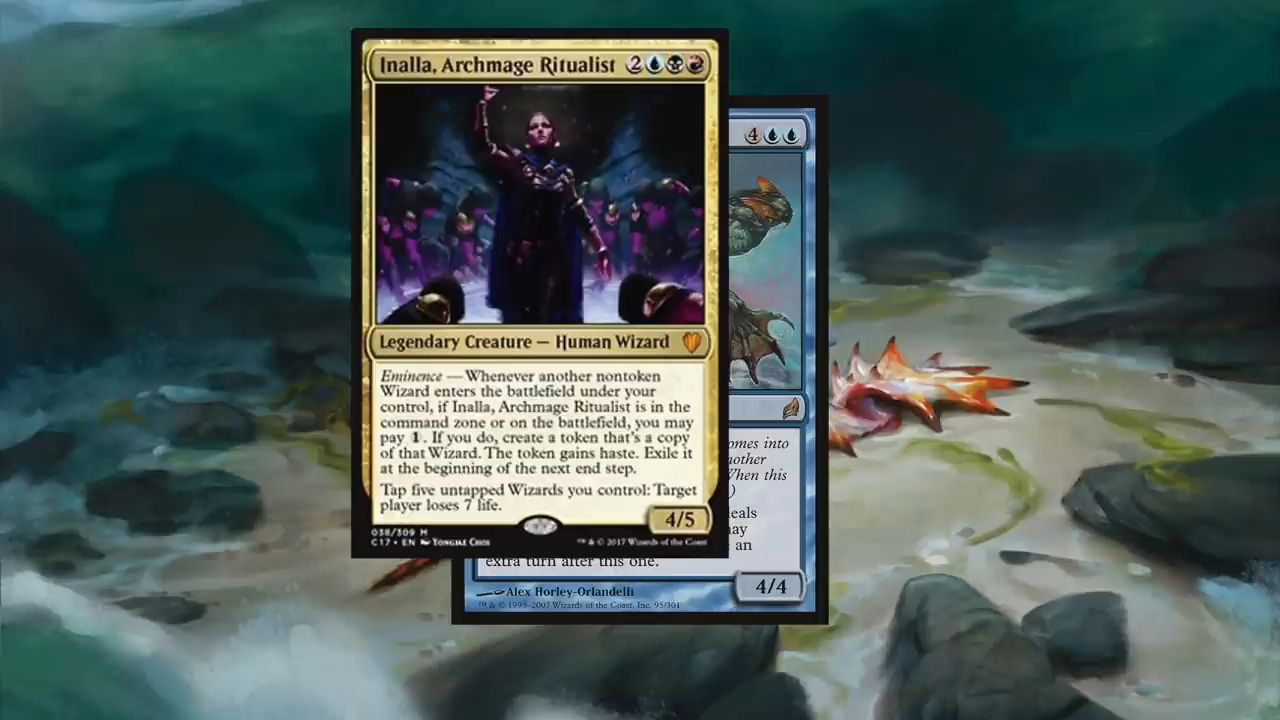 Inalla, Archmage Ritualist 2
4
Legendary Creature — Human Wizard
Eminence — Whenever another nontoken
Wizard enters the battlefield under your
control, if Inalla, Archmage Ritualist is in the
command zone or on the battlefield, you may
pay 1. If you do, create a token that's a copy
of that Wizard. The token gains haste. Exile it
at the beginning of the next end step.
Tap five untapped Wizards you control: Target
player loses 7 life.
4/5
038/309 M
C17 • EN Yongjae Choi
™ & © 2017 Wizards of the Coast
omes into
nother
When this
)
eals
may
an
extra turn after this one.
4/4
Alex Horley-Orlandelli
™ & © 1993-2007 Wizards of the Coast, Inc. 95/301